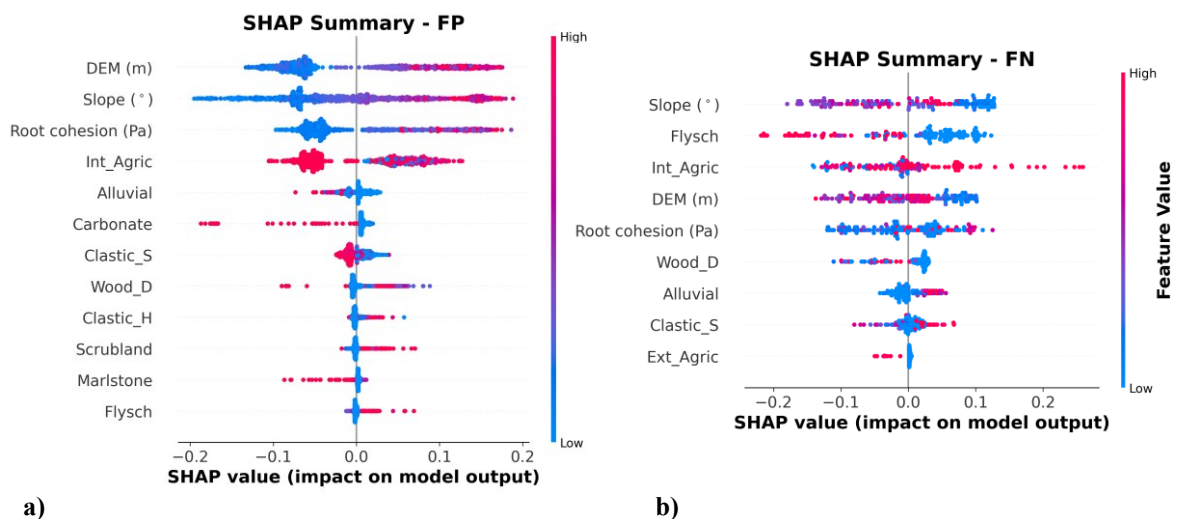 SHAP Summary - FP
High
DEM (m)
Slope (°)
Root cohesion (Pa)
Int_Agric
Alluvial
Carbonate
Clastic_S
Wood_D
Clastic_H
Scrubland
Marlstone
Flysch
Low
−0.2 −0.1 0.0 0.1 0.2
SHAP value (impact on model output)
a)
SHAP Summary - FN
High
Slope (°)
Flysch
Int_Agric
DEM (m)
Root cohesion (Pa)
Wood_D
Alluvial
Clastic_S
Ext_Agric
Low
Feature Value
−0.2 −0.1 0.0 0.1 0.2
SHAP value (impact on model output)
b)